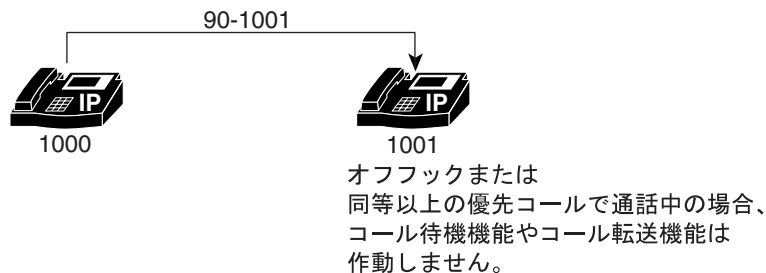 90-1001
IP
IP
1000
1001
オフフックまたは
同等以上の優先コールで通話中の場合、
コール待機機能やコール転送機能は
作動しません。